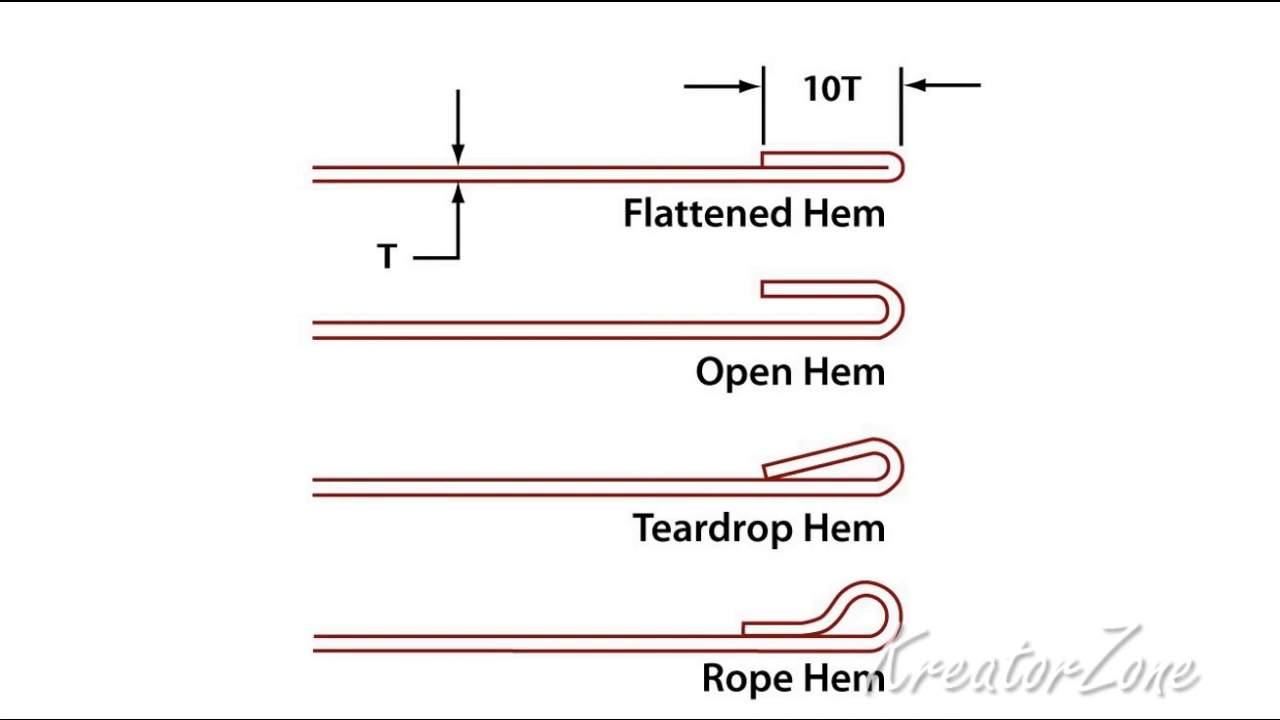 10T
Flattened Hem
T
Open Hem
Teardrop Hem
Rope Hem
KreatorZone